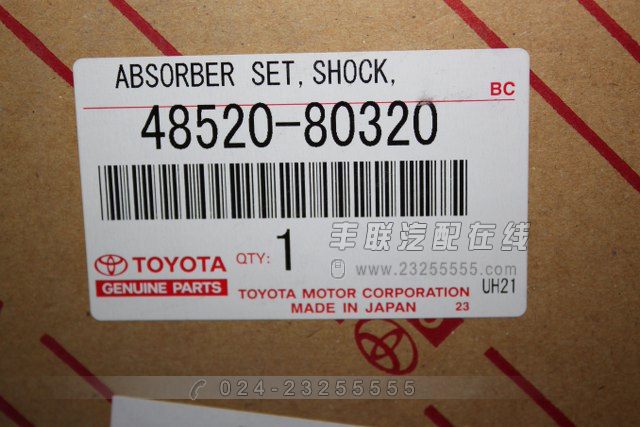 ABSORBER SET, SHOCK,
BC
48520-80320
丰联汽配在线
www.23255555.com
QTY: 1
TOYOTA
GENUINE PARTS
TOYOTA MOTOR CORPORATION
UH21
MADE IN JAPAN 23
024-23255555